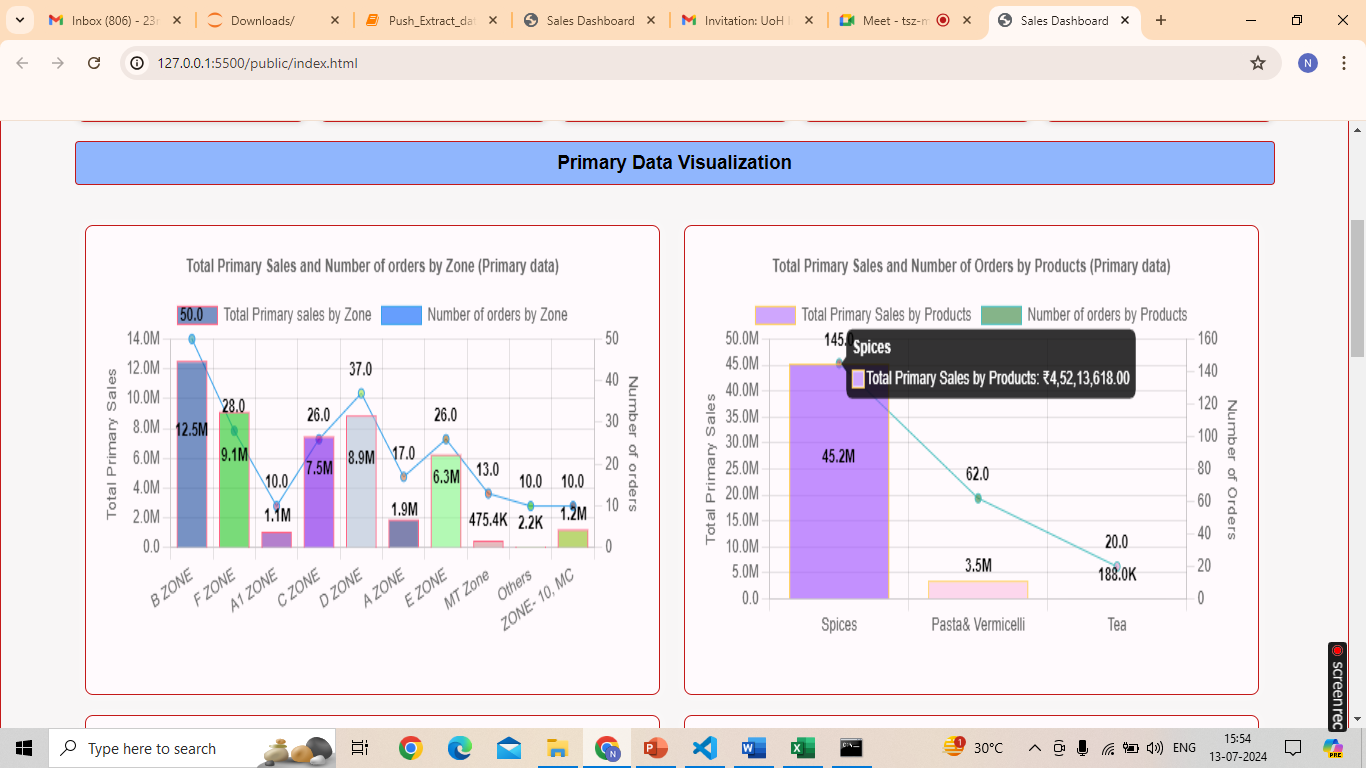 Inbox (806) - 23
Downloads/
Push_Extract_da
Sales Dashboard
Invitation: UoH
Meet - tsz-m
Sales Dashboard
127.0.0.1:5500/public/index.html
N
Primary Data Visualization
Total Primary Sales and Number of orders by Zone (Primary data)
50.0 Total Primary sales by Zone Number of orders by Zone
14.0M
12.0M
10.0M
8.0M
6.0M
4.0M
2.0M
0.0
Total Primary Sales
12.5M
28.0
9.1M
10.0
1.1M
26.0
7.5M
37.0
8.9M
17.0
1.9M
26.0
6.3M
13.0
475.4K
10.0
2.2K
10.0
1.2M
50
40
30
20
10
0
Number of orders
B ZONE
F ZONE
A1 ZONE
C ZONE
D ZONE
A ZONE
E ZONE
MT Zone
Others
ZONE- 10, MC
Total Primary Sales and Number of Orders by Products (Primary data)
Total Primary Sales by Products Number of orders by Products
50.0M
45.0M
40.0M
35.0M
30.0M
25.0M
20.0M
15.0M
10.0M
5.0M
0.0
Total Primary Sales
145.0
Spices
Total Primary Sales by Products: ₹4,52,13,618.00
45.2M
62.0
3.5M
20.0
188.0K
160
140
120
100
80
60
40
20
0
Number of Orders
Spices
Pasta& Vermicelli
Tea
screen rec
Type here to search
N
1
30°C
ENG
15:54
13-07-2024
PRE